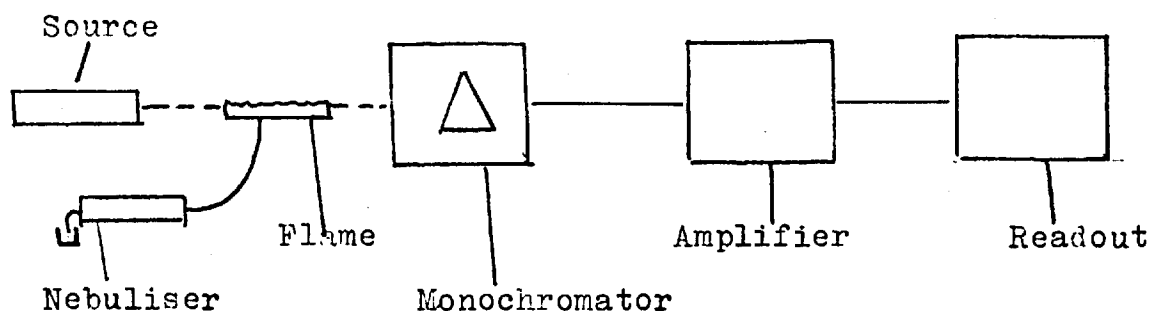 Source
Flame
Amplifier
Readout
Nebuliser
Monochromator